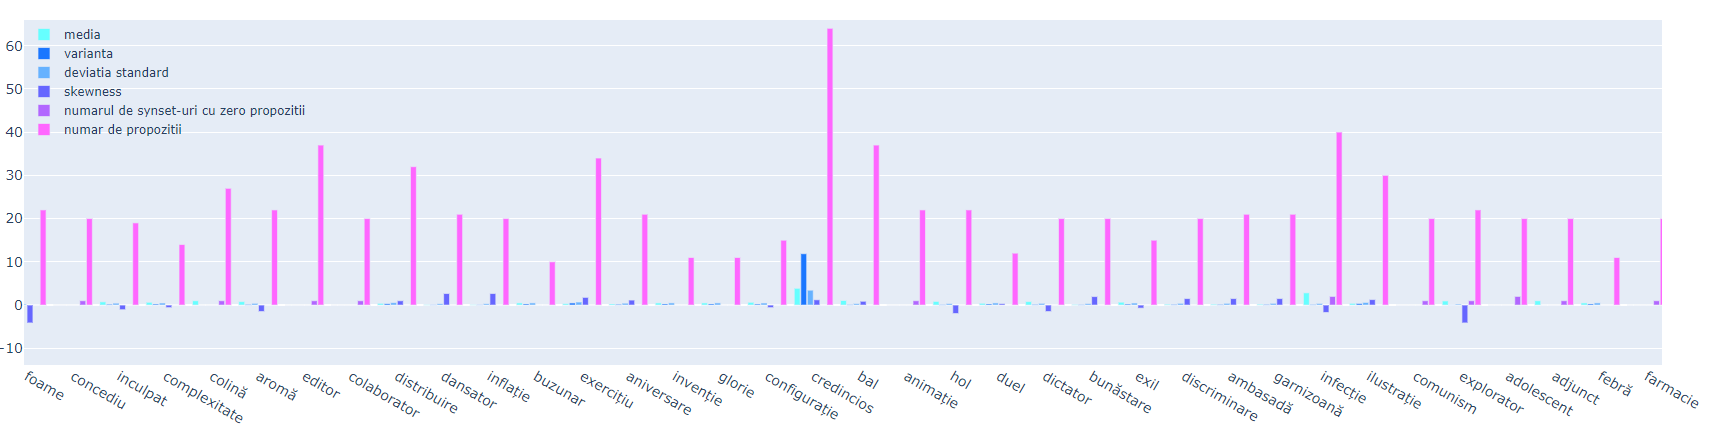 media
varianta
deviatia standard
skewness
numarul de synset-uri cu zero propozitii
numar de propozitii
60
50
40
30
20
10
0
−10
foame
concediu
inculpat
complexitate
colină
aromă
editor
colaborator
distribuire
dansator
inflație
buzunar
exercițiu
aniversare
invenție
glorie
configurație
credincios
bal
animație
hol
duel
dictator
bunăstare
exil
discriminare
ambasadă
garnizoană
infecție
ilustrație
comunism
explorator
adolescent
adjunct
febră
farmacie